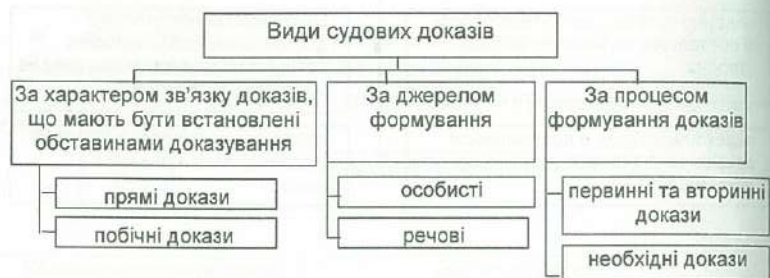 Види судових доказів
За характером зв'язку доказів,
що мають бути встановлені
обставинами доказування
прямі докази
побічні докази
За джерелом
формування
особисті
речові
За процесом
формування доказів
первинні та вторинні
докази
необхідні докази